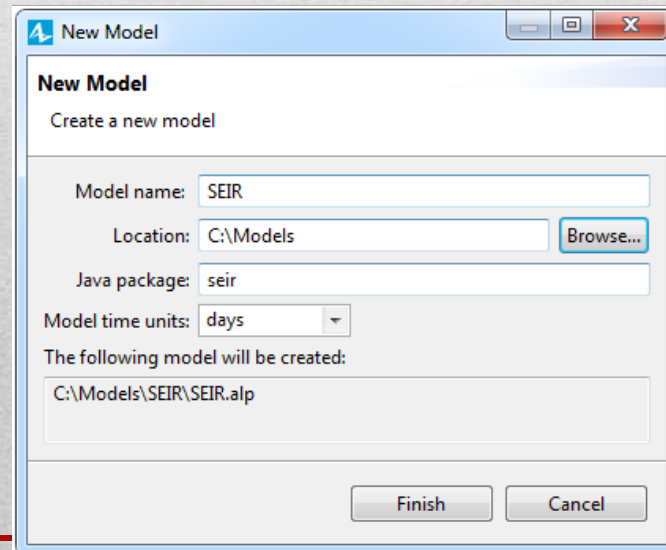 New Model
New Model
Create a new model
Model name: SEIR
Location: C:\Models Browse...
Java package: seir
Model time units: days
The following model will be created:
C:\Models\SEIR\SEIR.alp
Finish Cancel